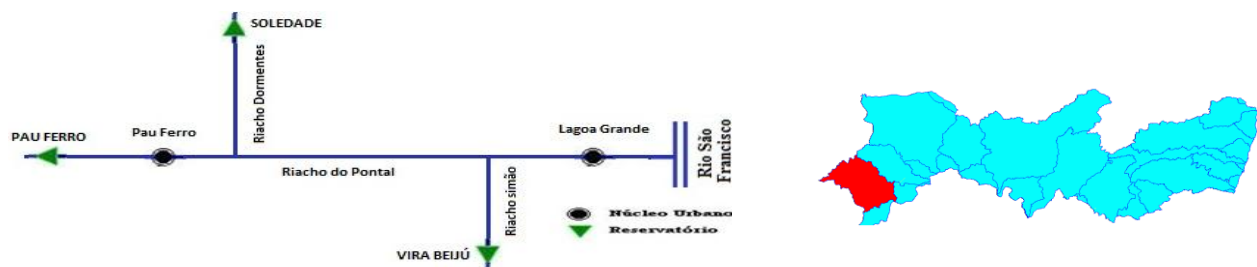 SOLEDADE
Riacho Dormentes
PAU FERRO
Pau Ferro
Lagoa Grande
Rio São
Francisco
Riacho do Pontal
Riacho simão
Núcleo Urbano
Reservatório
VIRA BEIJÚ